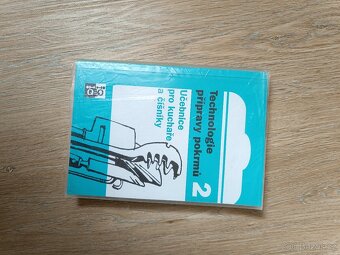 Technologie
přípravy pokrmů
2
Učebnice
pro kuchaře
a číšníky